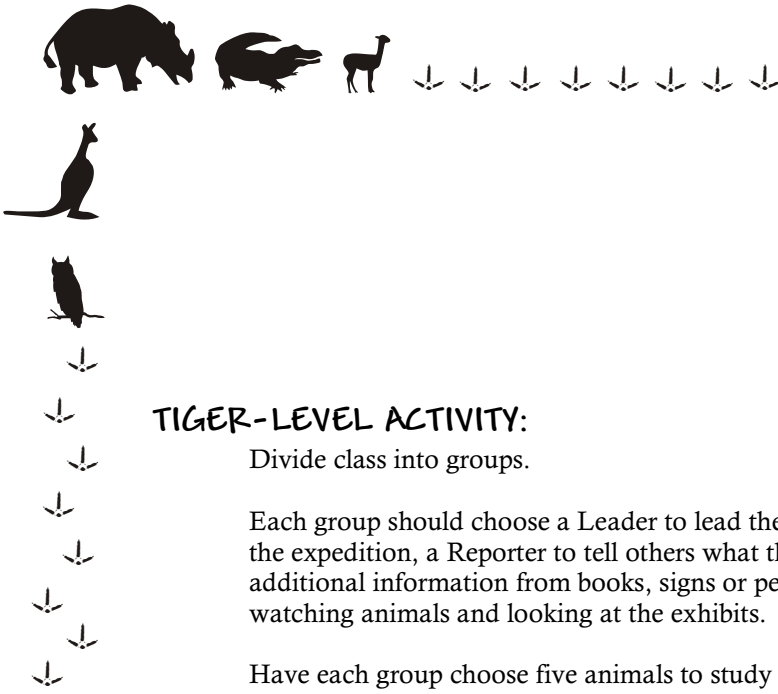 TIGER-LEVEL ACTIVITY:
Divide class into groups.
Each group should choose a Leader to lead the
the expedition, a Reporter to tell others what
additional information from books, signs or
watching animals and looking at the exhibits.
Have each group choose five animals to study